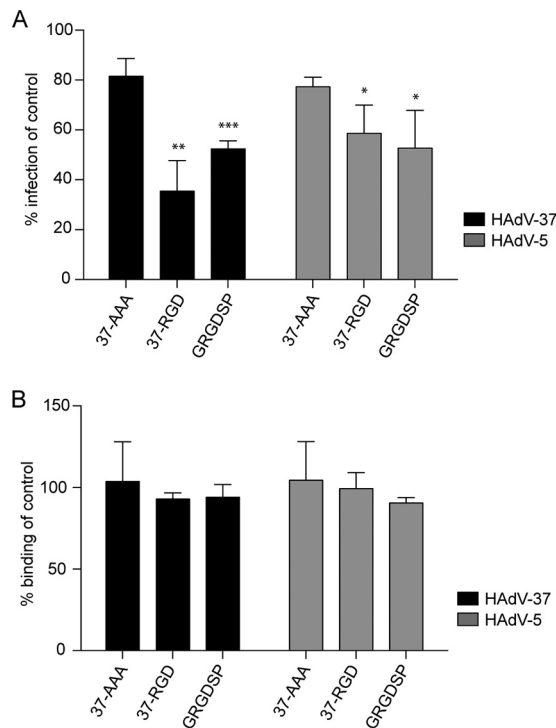 A
% infection of control
100
80
60
40
20
0
**
***
*
*
37-AAA
37-RGD
GRGDSP
37-AAA
37-RGD
GRGDSP
HAdV-37
HAdV-5
B
% binding of control
150
100
50
0
37-AAA
37-RGD
GRGDSP
37-AAA
37-RGD
GRGDSP
HAdV-37
HAdV-5